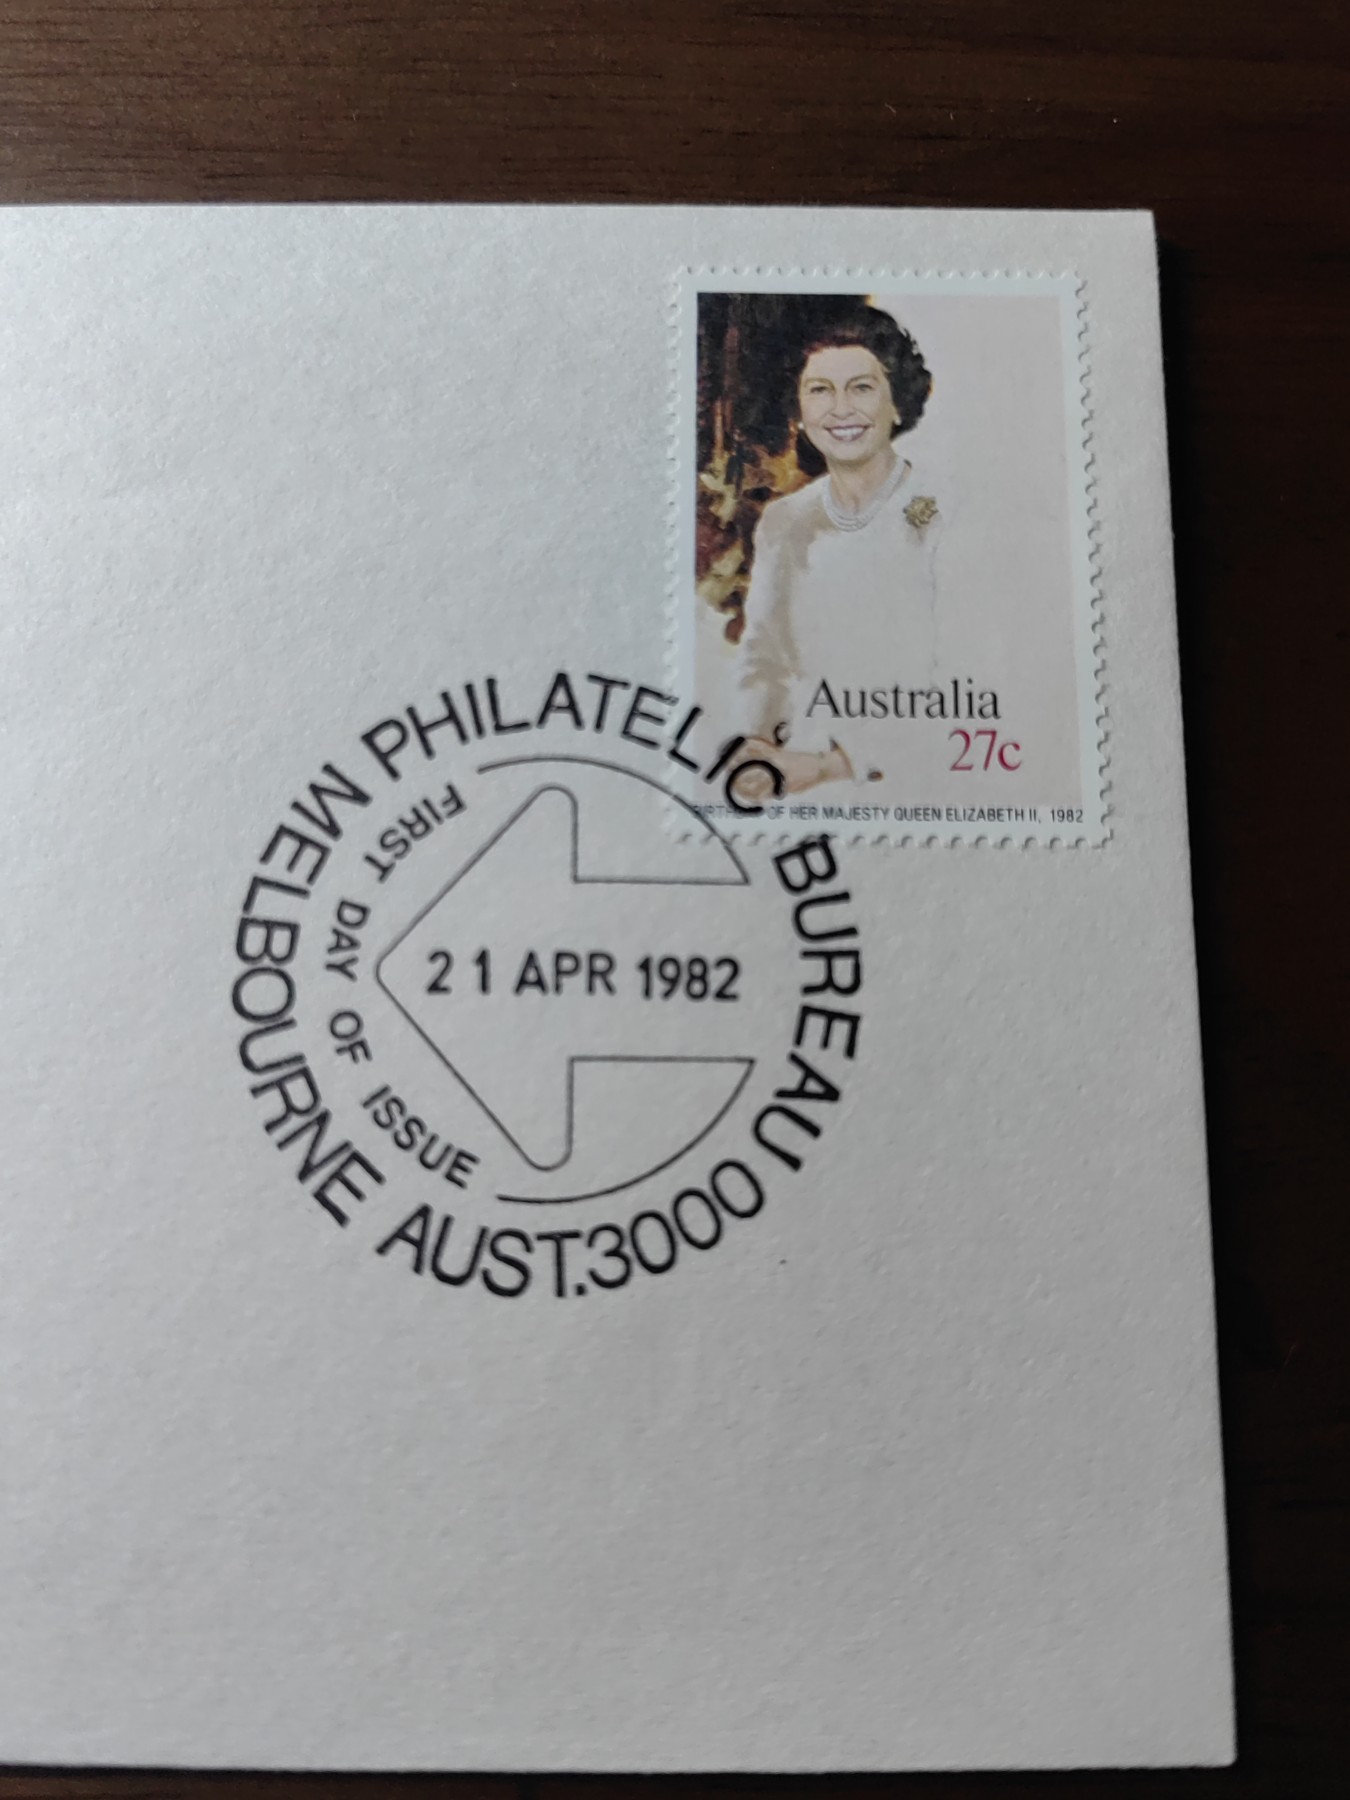 Australia
27c
BIRTHDAY OF HER MAJESTY QUEEN ELIZABETH II, 1982
MELBOURNE PHILATELIC BUREAU
FIRST DAY OF ISSUE
21 APR 1982
AUST.3000